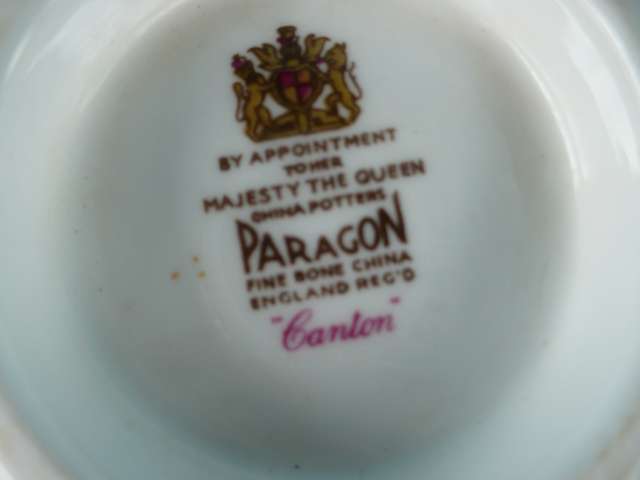 BY APPOINTMENT
TO HER
MAJESTY THE QUEEN
CHINA POTTERS
PARAGON
FINE BONE CHINA
ENGLAND REG'D
"Canton"